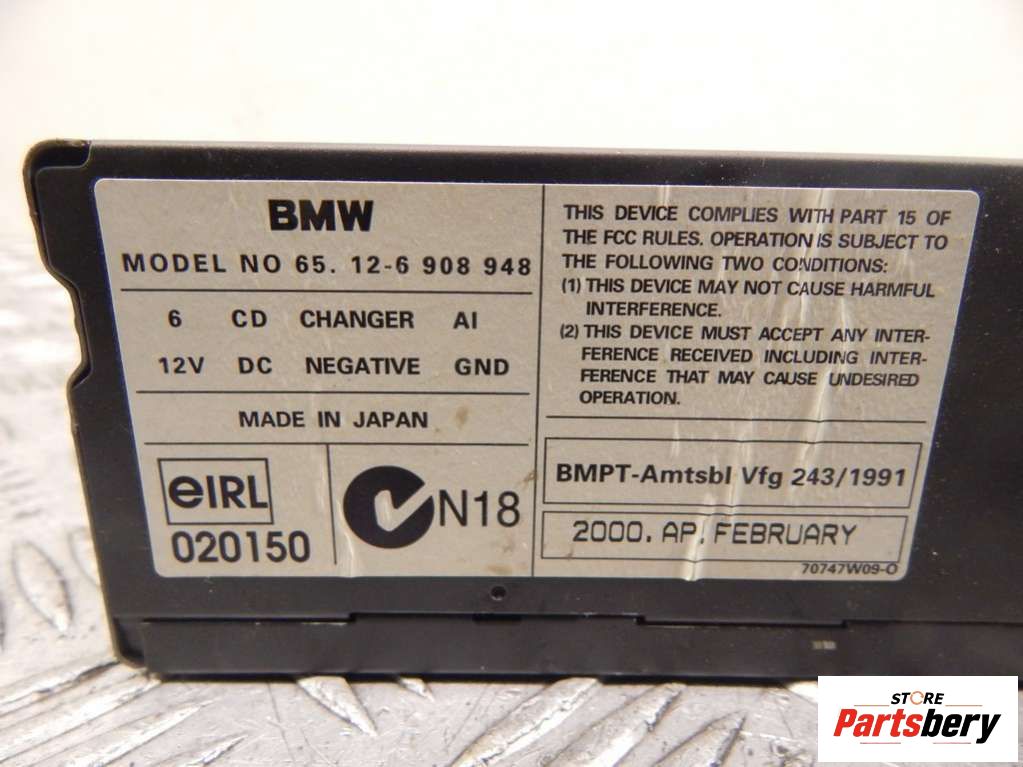 BMW
MODEL NO 65. 12-6 908 948
6 CD CHANGER AI
12V DC NEGATIVE GND
MADE IN JAPAN
eIRL
020150
N18
THIS DEVICE COMPLIES WITH PART 15 OF
THE FCC RULES. OPERATION IS SUBJECT TO
THE FOLLOWING TWO CONDITIONS:
(1) THIS DEVICE MAY NOT CAUSE HARMFUL
INTERFERENCE.
(2) THIS DEVICE MUST ACCEPT ANY INTER-
FERENCE RECEIVED INCLUDING INTER-
FERENCE THAT MAY CAUSE UNDESIRED
OPERATION.
BMPT-Amtsbl Vfg 243/1991
2000. AP. FEBRUARY
70747W09-O
STORE
Partsbery